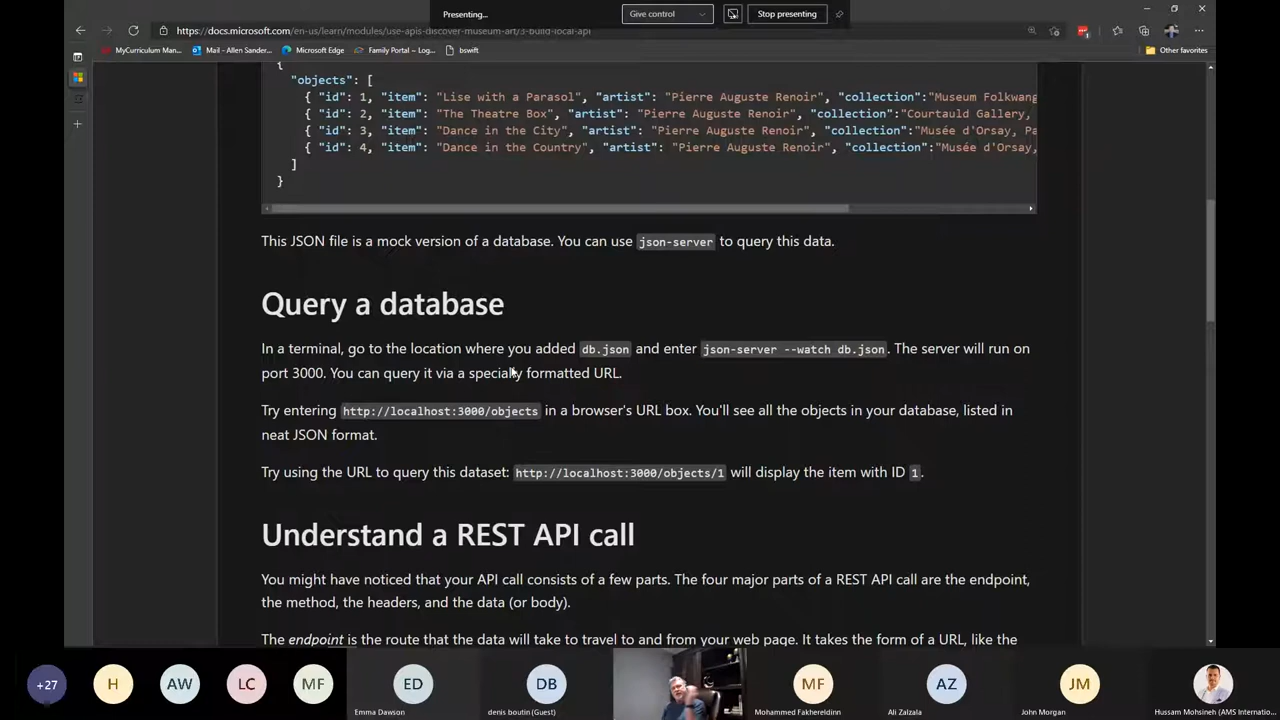 Presenting...
Give control
Stop presenting
https://docs.microsoft.com/en-us/learn/modules/use-apis-discover-museum-art/3-build-local-api
MyCurriculum Man...
Mail - Allen Sander...
Microsoft Edge
Family Portal – Log...
bswift
Other favorites
{
"objects": [
{ "id": 1, "item": "Lise with a Parasol", "artist": "Pierre Auguste Renoir", "collection":"Museum Folkwang
{ "id": 2, "item": "The Theatre Box", "artist": "Pierre Auguste Renoir", "collection":"Courtauld Gallery,
{ "id": 3, "item": "Dance in the City", "artist": "Pierre Auguste Renoir", "collection":"Musée d'Orsay, Pa
{ "id": 4, "item": "Dance in the Country", "artist": "Pierre Auguste Renoir", "collection":"Musée d'Orsay,
]
}
This JSON file is a mock version of a database. You can use json-server to query this data.
Query a database
In a terminal, go to the location where you added db.json and enter json-server --watch db.json. The server will run on
port 3000. You can query it via a specially formatted URL.
Try entering http://localhost:3000/objects in a browser's URL box. You'll see all the objects in your database, listed in
neat JSON format.
Try using the URL to query this dataset: http://localhost:3000/objects/1 will display the item with ID 1.
Understand a REST API call
You might have noticed that your API call consists of a few parts. The four major parts of a REST API call are the endpoint,
the method, the headers, and the data (or body).
The endpoint is the route that the data will take to travel to and from your web page. It takes the form of a URL, like the
+27
H
AW
LC
MF
ED
DB
MF
AZ
JM
Emma Dawson
denis boutin (Guest)
Mohammed Fakhereldinn
Ali Zalzala
John Morgan
Hussam Mohsineh (AMS Internatio...